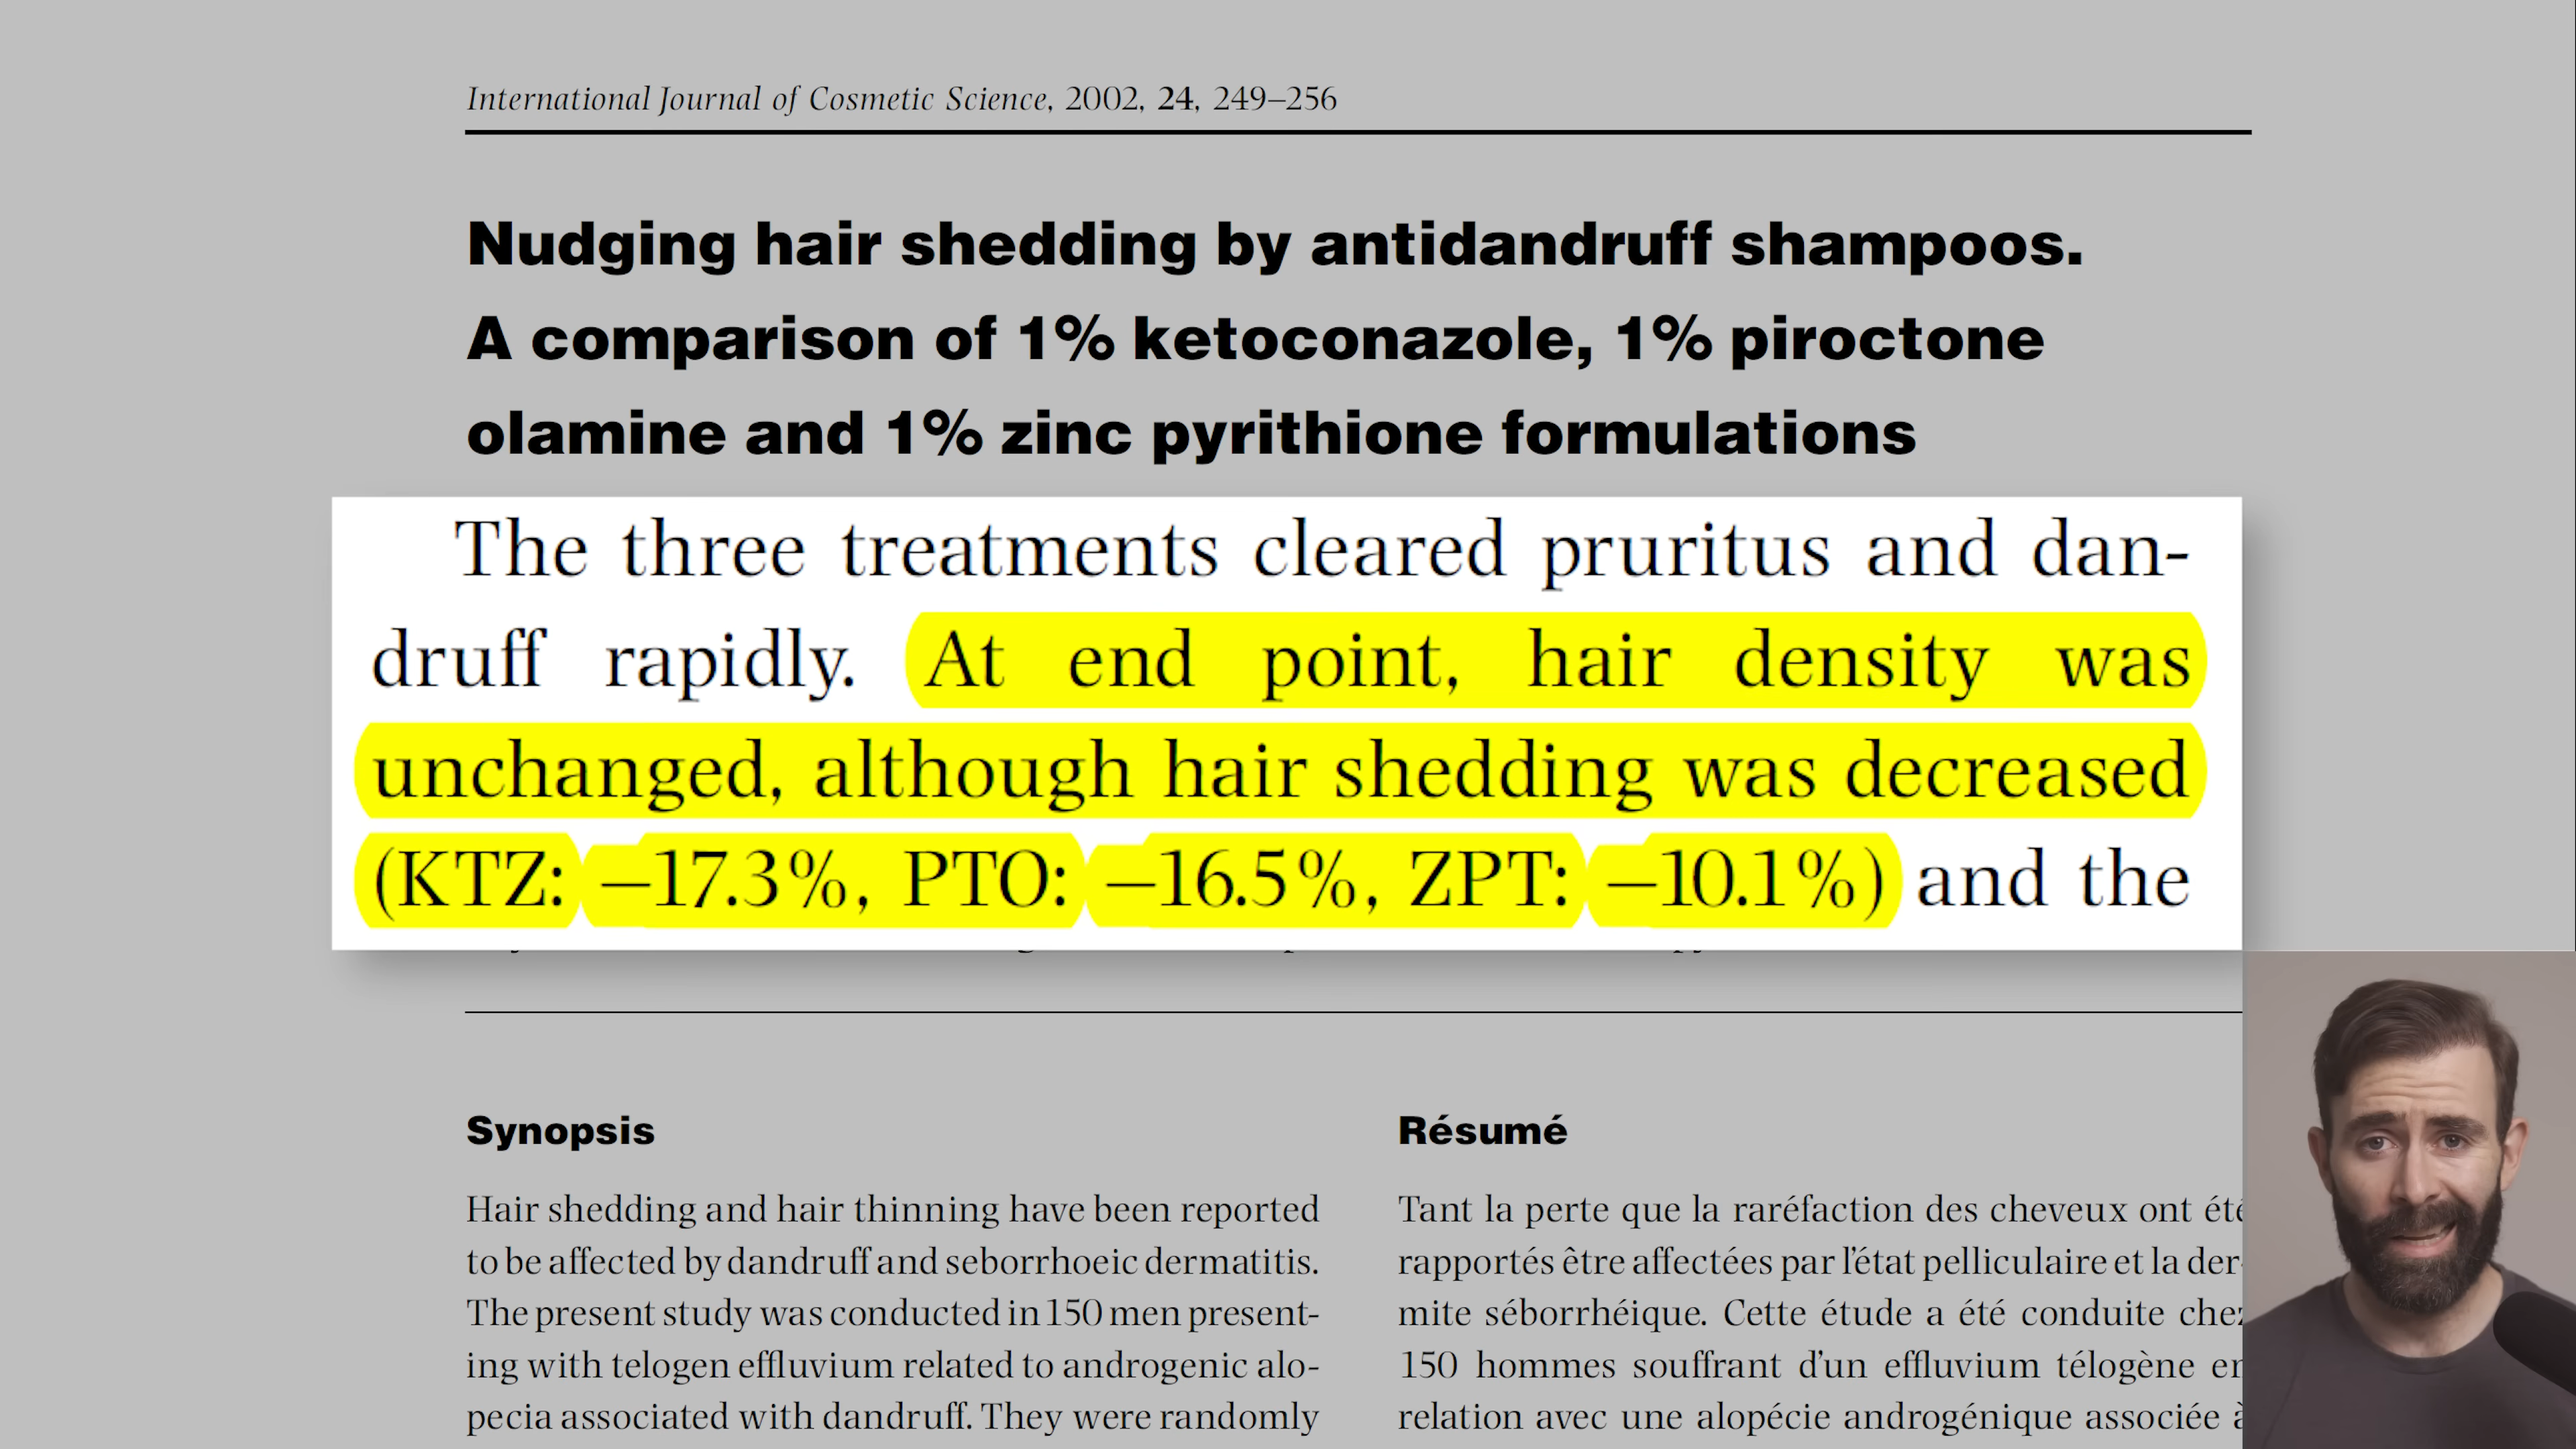 International Journal of Cosmetic Science, 2002, 24, 249–256
Nudging hair shedding by antidandruff shampoos.
A comparison of 1% ketoconazole, 1% piroctone
olamine and 1% zinc pyrithione formulations
The three treatments cleared pruritus and dan-
druff rapidly. At end point, hair density was
unchanged, although hair shedding was decreased
(KTZ: –17.3%, PTO: –16.5%, ZPT: –10.1%) and the
Synopsis
Hair shedding and hair thinning have been reported
to be affected by dandruff and seborrhoeic dermatitis.
The present study was conducted in 150 men present-
ing with telogen effluvium related to androgenic alo-
pecia associated with dandruff. They were randomly
Résumé
Tant la perte que la raréfaction des cheveux ont été
rapportés être affectées par l'état pelliculaire et la der-
mite séborrhéique. Cette étude a été conduite chez
150 hommes souffrant d'un effluvium télogène en
relation avec une alopécie androgénique associée à